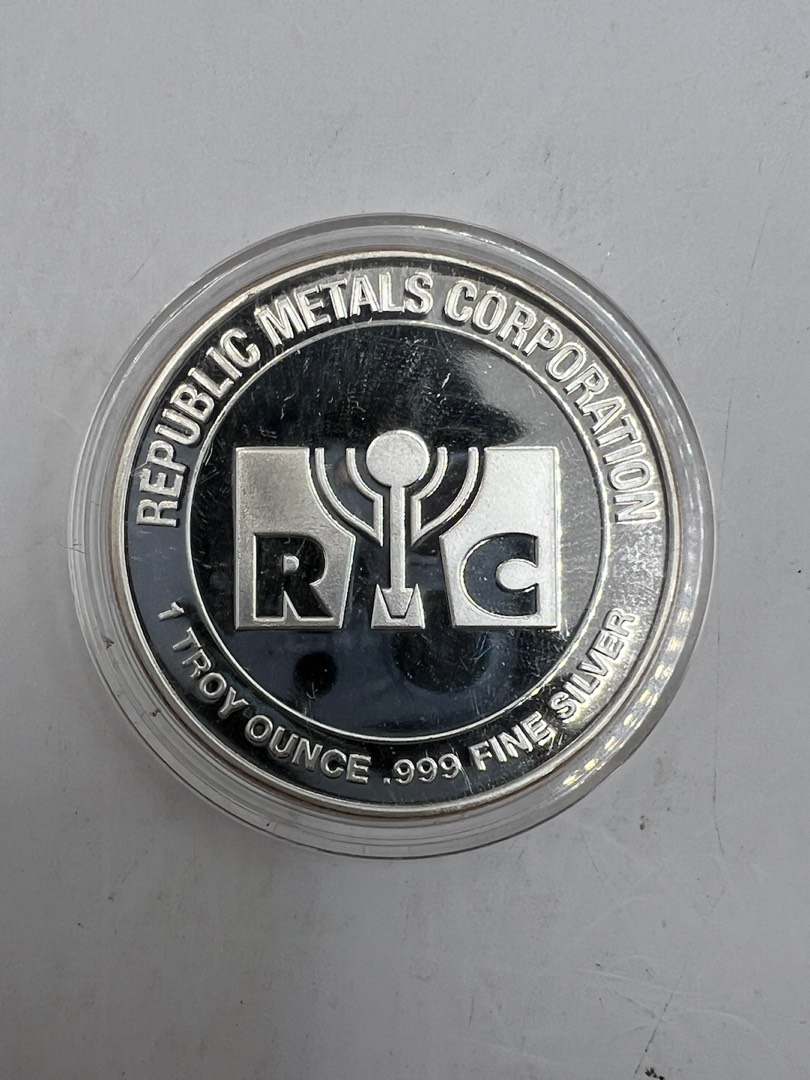 REPUBLIC METALS CORPORATION
R C
1 TROY OUNCE .999 FINE SILVER